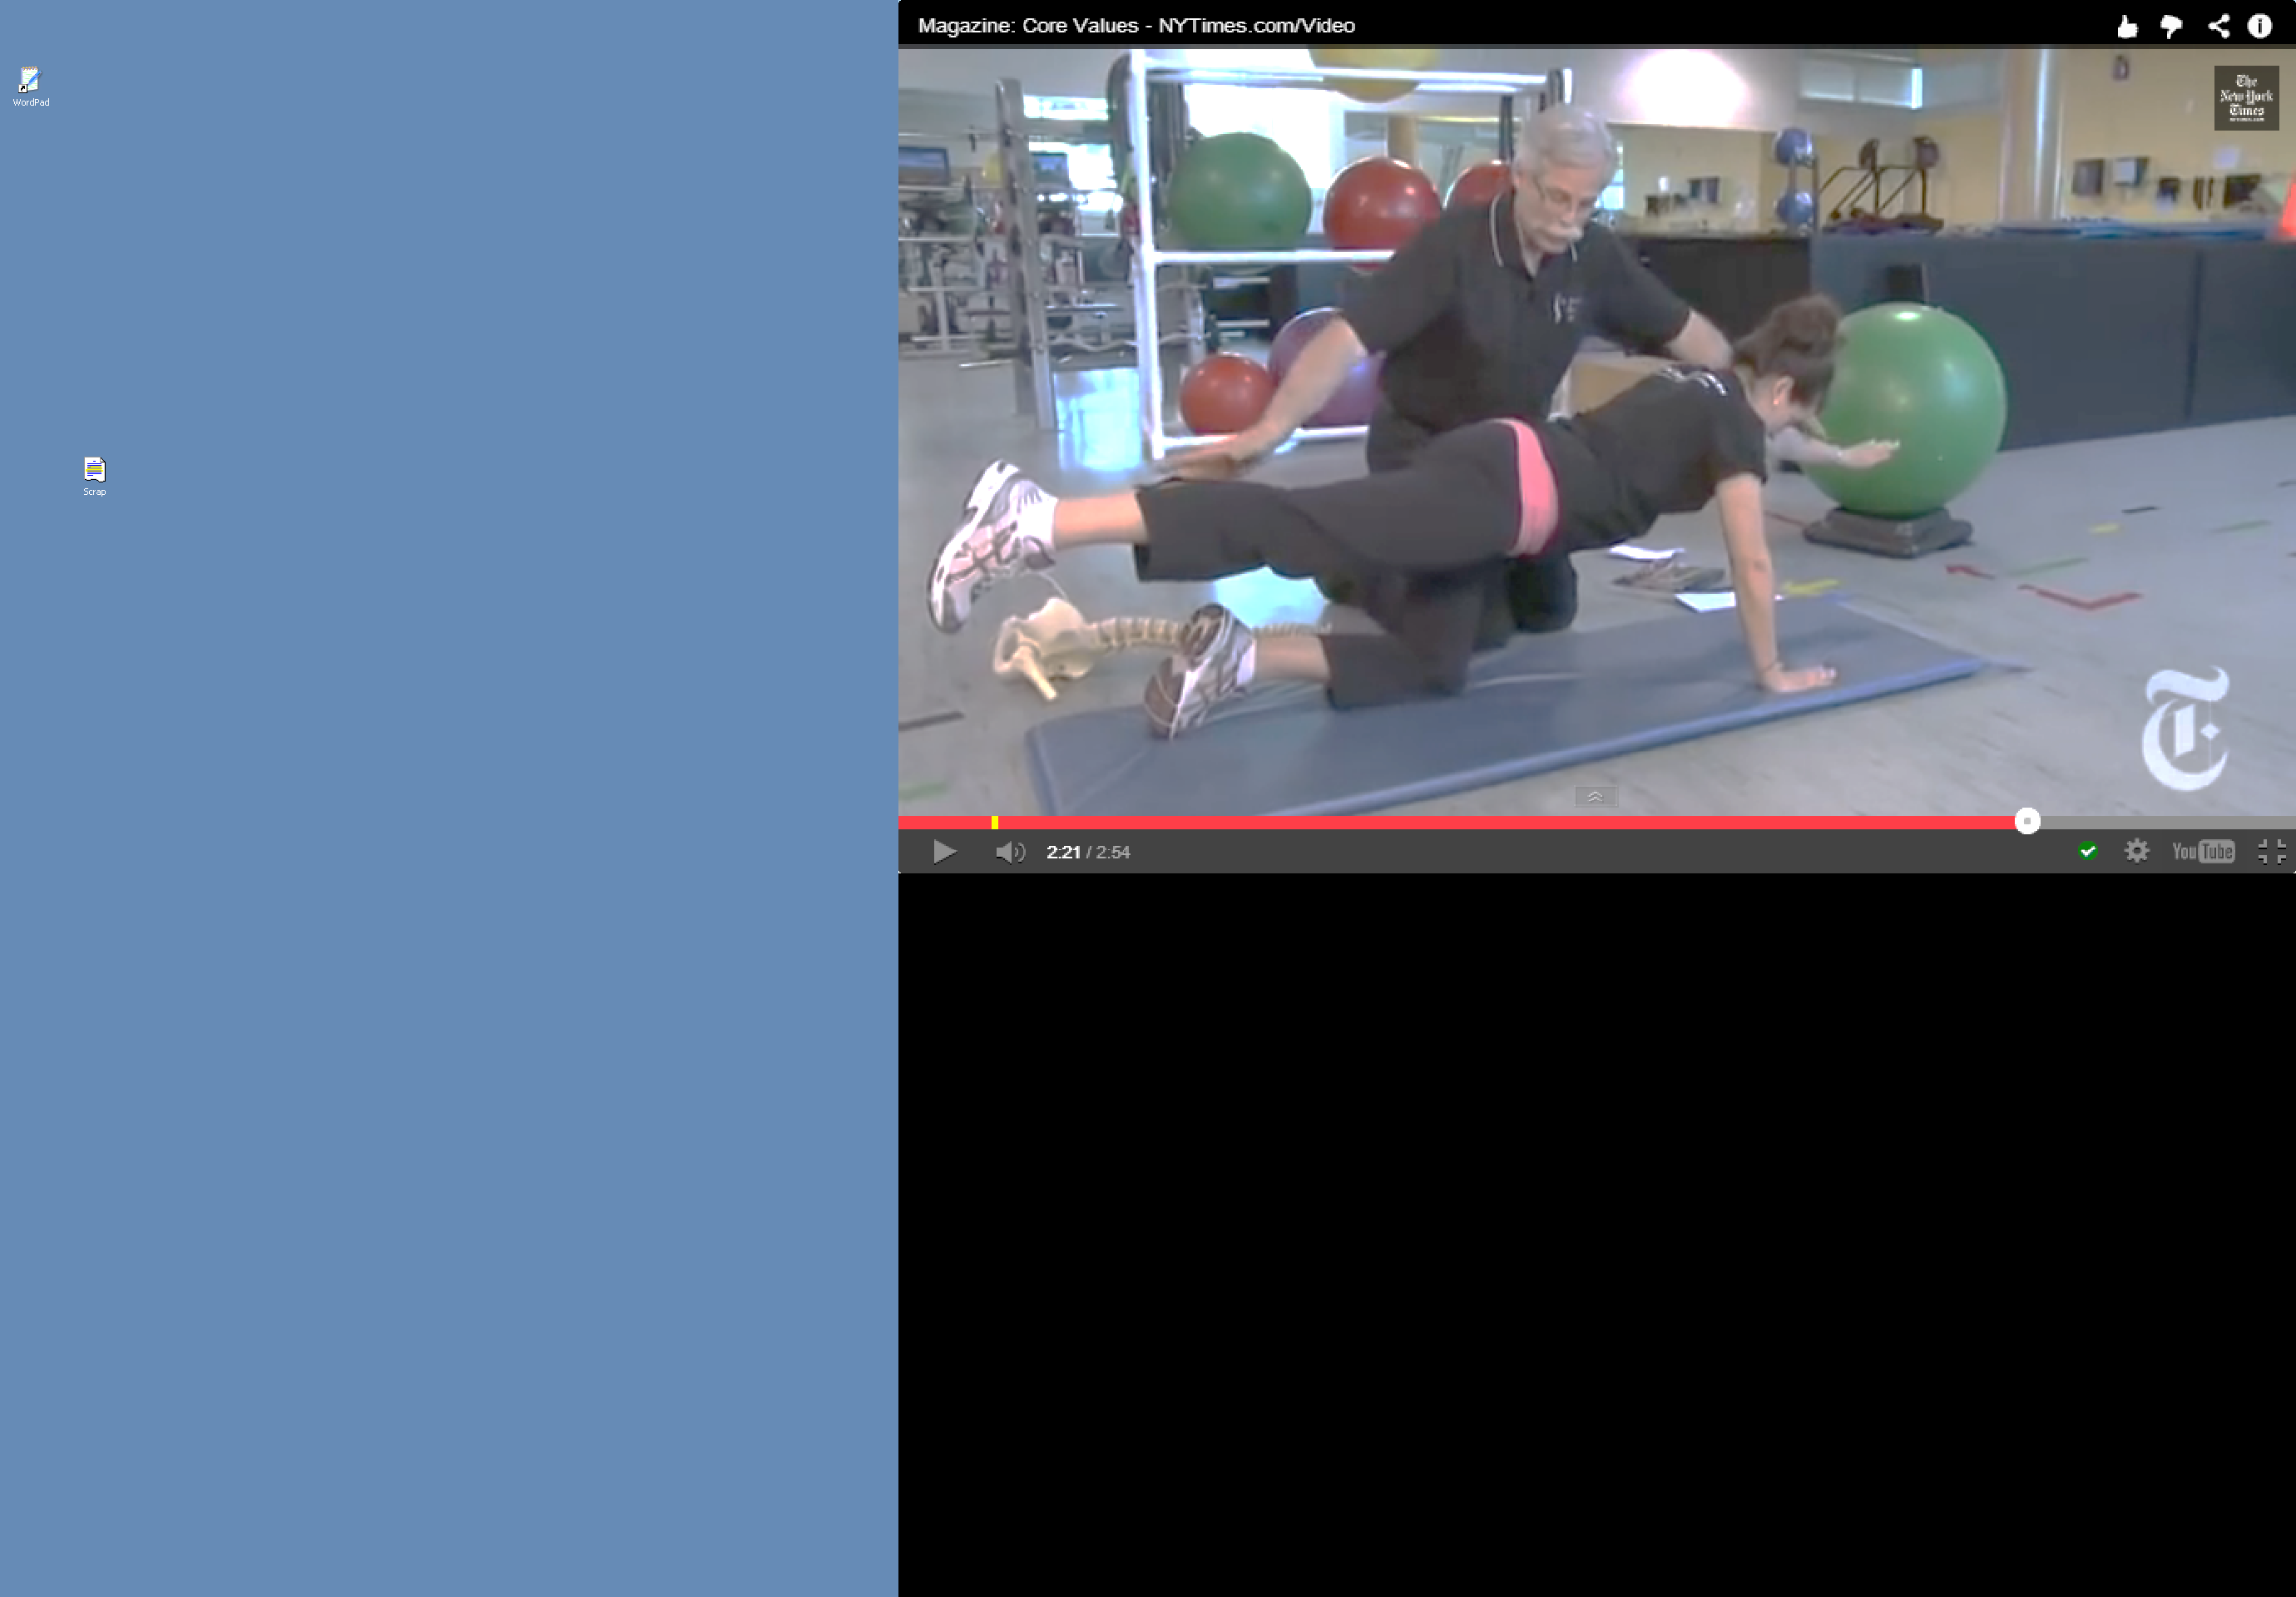 WordPad
Scrap
Magazine: Core Values - NYTimes.com/Video
The
New York
Times
T
2:21 / 2:54
YouTube